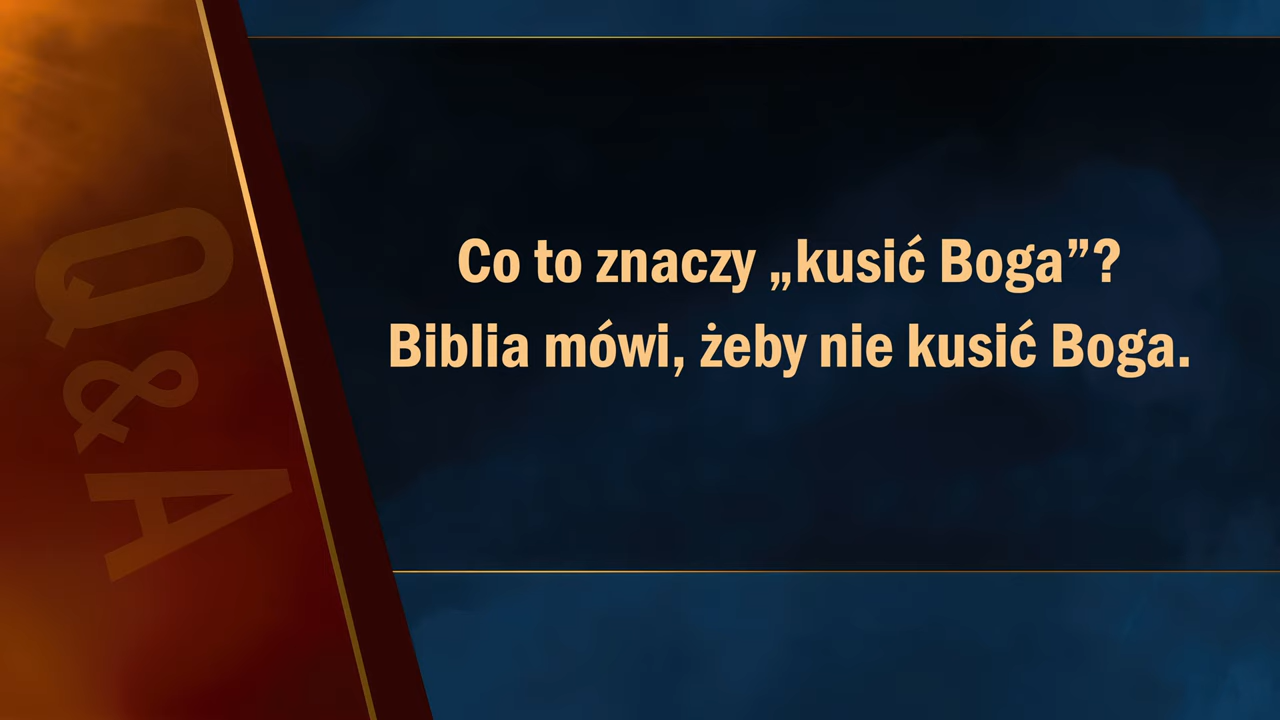 Q&A
Co to znaczy „kusić Boga”?
Biblia mówi, żeby nie kusić Boga.